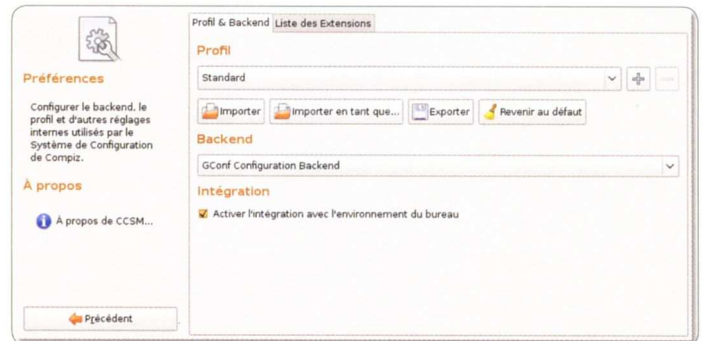 Préférences
Configurer le backend, le
profil et d'autres réglages
internes utilisés par le
Système de Configuration
de Compiz.
À propos
À propos de CCSM...
Précédent
Profil & Backend
Liste des Extensions
Profil
Standard
Importer
Importer en tant que...
Exporter
Revenir au défaut
Backend
GConf Configuration Backend
Intégration
Activer l'intégration avec l'environnement du bureau